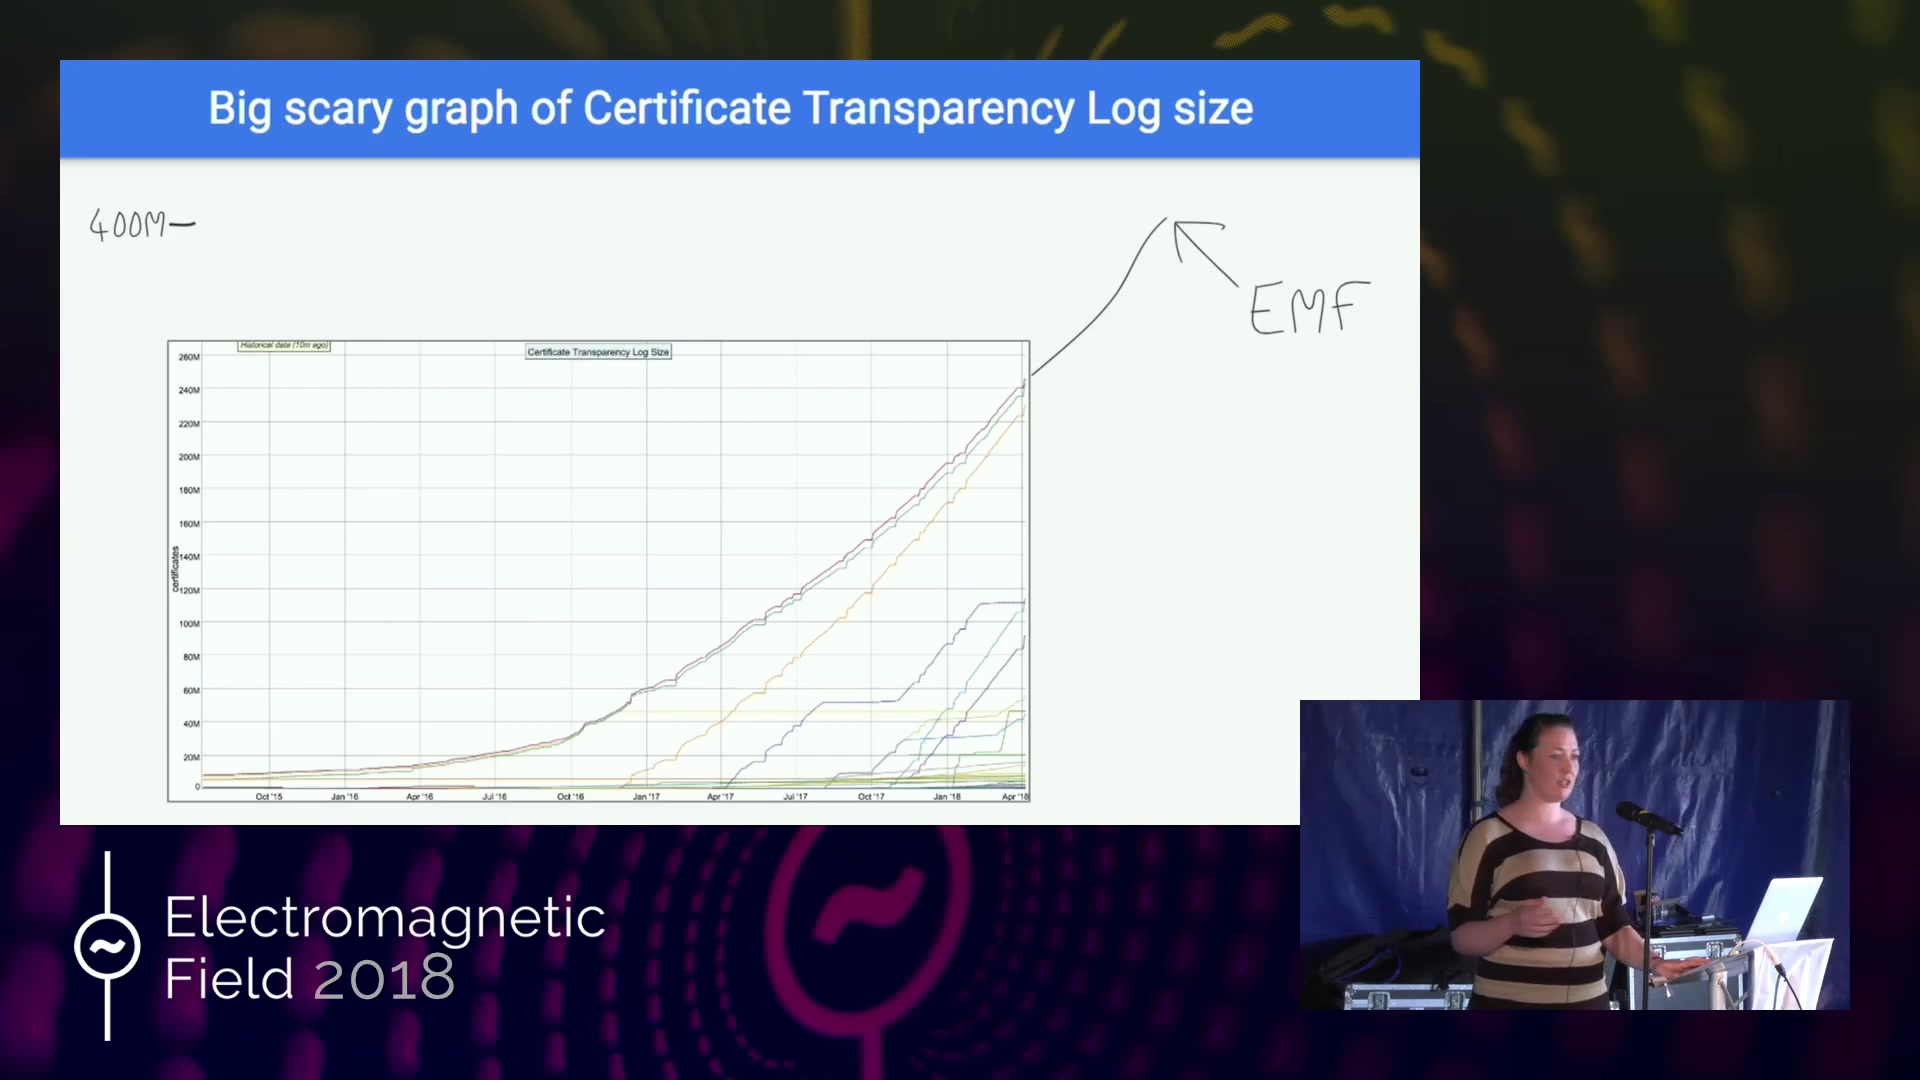 Big scary graph of Certificate Transparency Log size
400M
EMF
Historical data (10m ago)
Certificate Transparency Log Size
260M
240M
220M
200M
180M
160M
140M
120M
100M
80M
60M
40M
20M
0
certificates
Oct '15 Jan '16 Apr '16 Jul '16 Oct '16 Jan '17 Apr '17 Jul '17 Oct '17 Jan '18 Apr '18
Electromagnetic
Field 2018